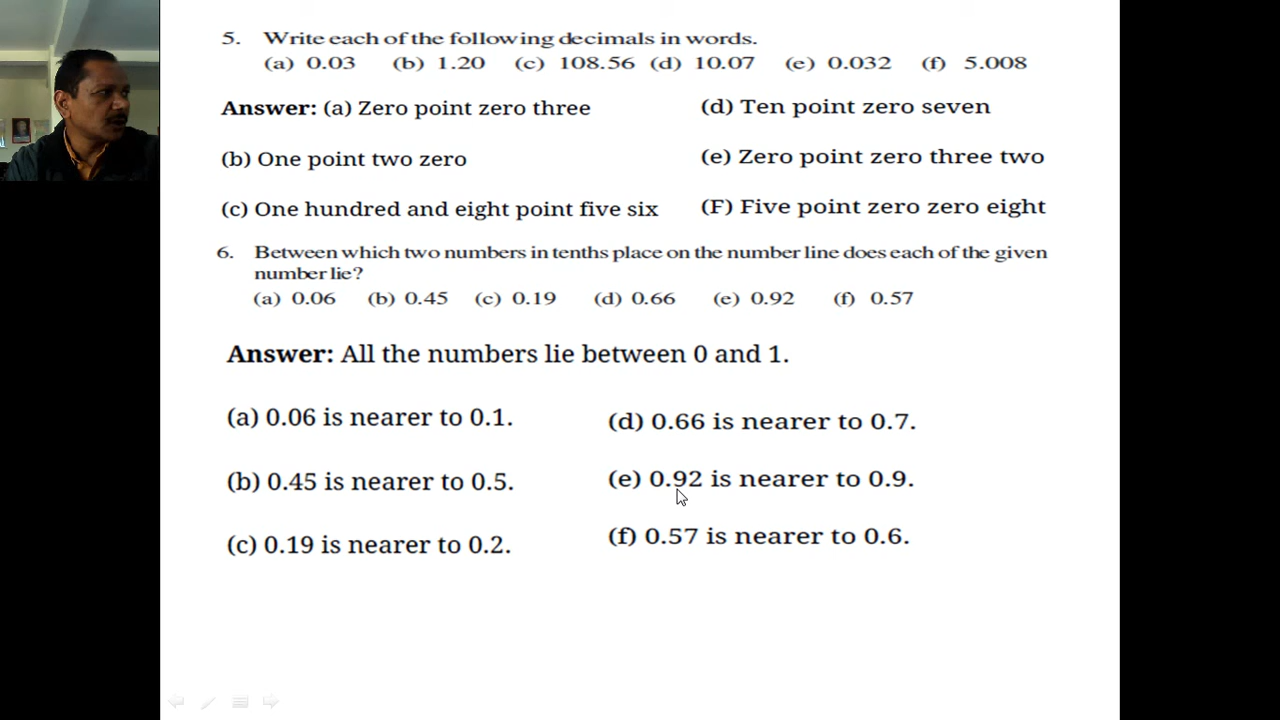 5. Write each of the following decimals in words.
(a) 0.03 (b) 1.20 (c) 108.56 (d) 10.07 (e) 0.032 (f) 5.008
Answer: (a) Zero point zero three
(d) Ten point zero seven
(b) One point two zero
(e) Zero point zero three two
(c) One hundred and eight point five six
(F) Five point zero zero eight
6. Between which two numbers in tenths place on the number line does each of the given
number lie?
(a) 0.06 (b) 0.45 (c) 0.19 (d) 0.66 (e) 0.92 (f) 0.57
Answer: All the numbers lie between 0 and 1.
(a) 0.06 is nearer to 0.1.
(d) 0.66 is nearer to 0.7.
(b) 0.45 is nearer to 0.5.
(e) 0.92 is nearer to 0.9.
(c) 0.19 is nearer to 0.2.
(f) 0.57 is nearer to 0.6.